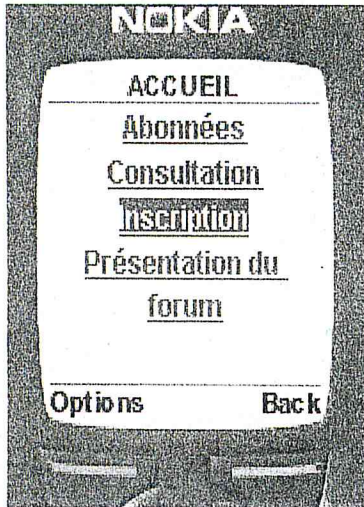 NOKIA
ACCUEIL
Abonnées
Consultation
Inscription
Présentation du
forum
Options Back